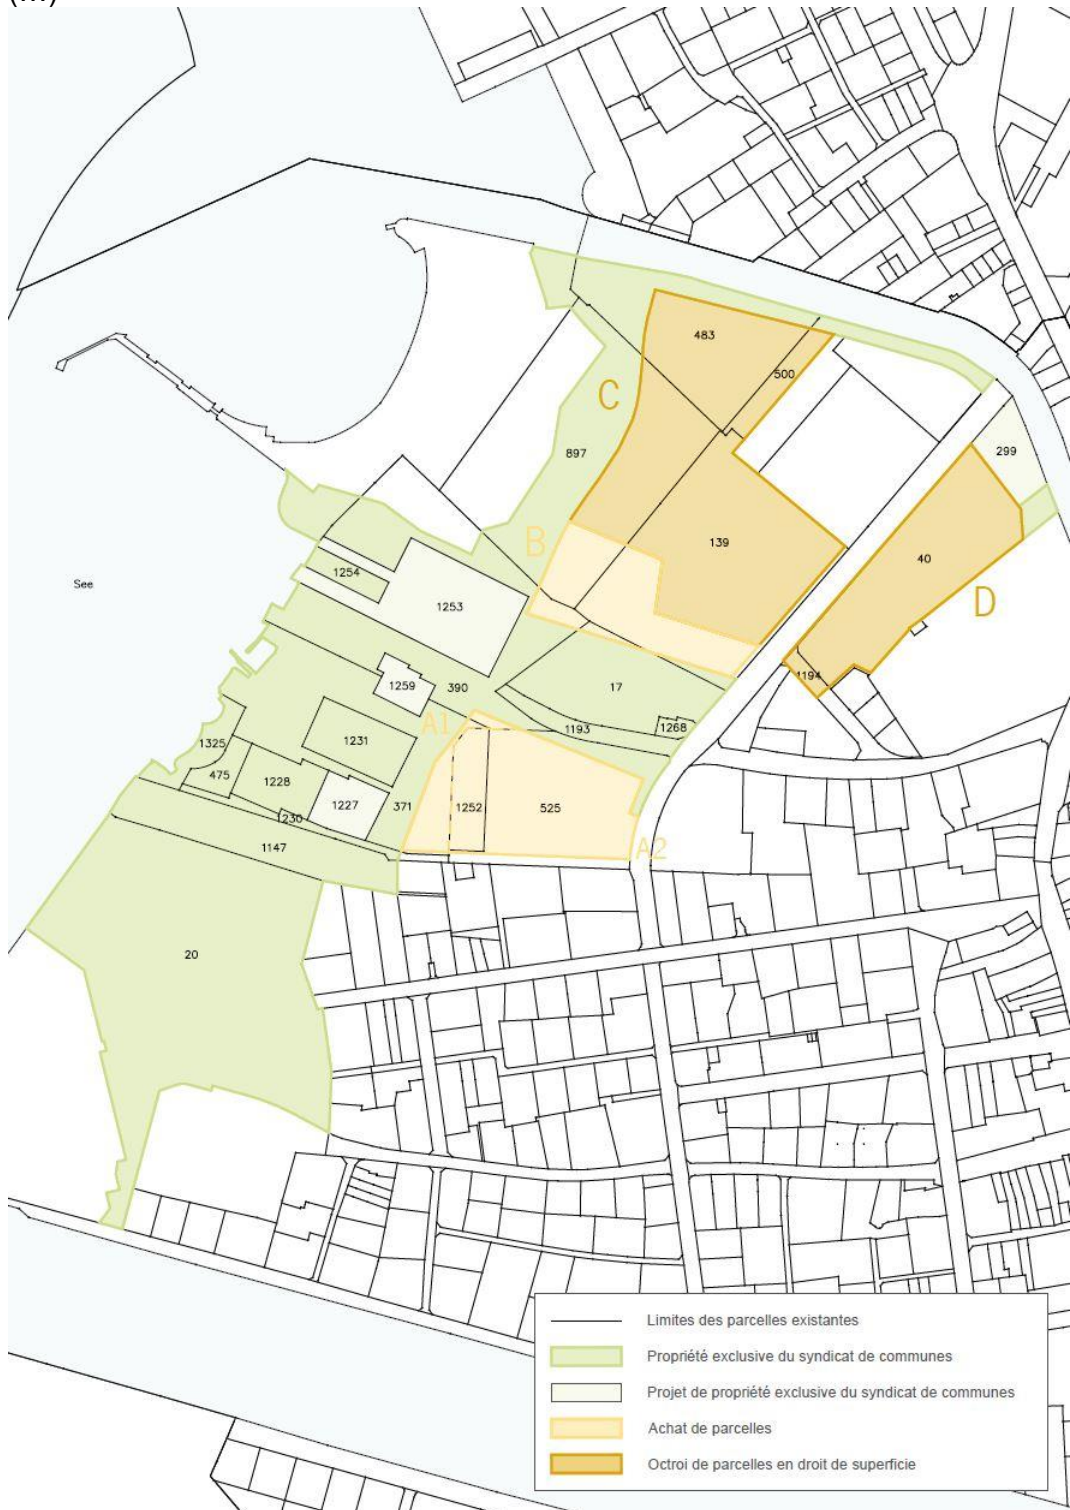 (...)
483
500
C
897
299
B
139
40
1254
See
1253
D
1194
1259
390
17
A1
1193
1268
1325
1231
475
1228
1227
371
1252
525
1230
1147
A2
20
Limites des parcelles existantes
Propriété exclusive du syndicat de communes
Projet de propriété exclusive du syndicat de communes
Achat de parcelles
Octroi de parcelles en droit de superficie